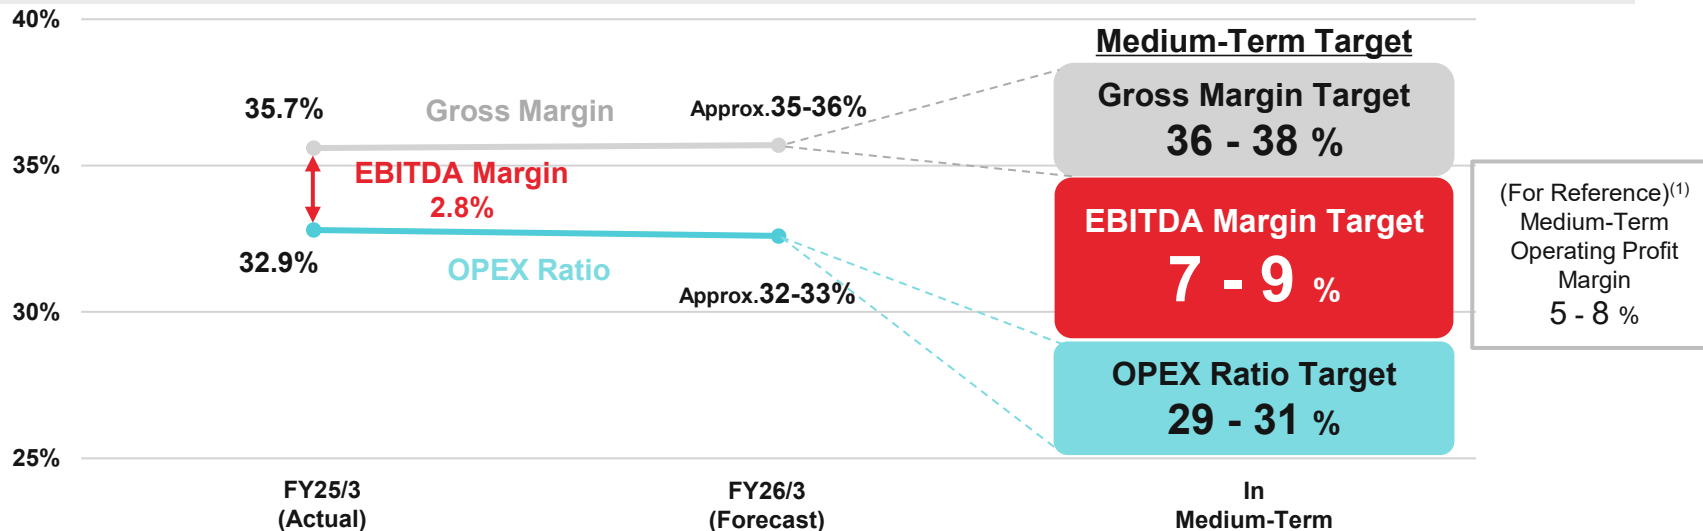 40%
35%
30%
25%
35.7%
Gross Margin
Approx.35-36%
EBITDA Margin
2.8%
32.9%
OPEX Ratio
Approx.32-33%
Medium-Term Target
Gross Margin Target
36 - 38 %
EBITDA Margin Target
7 - 9 %
OPEX Ratio Target
29 - 31 %
(For Reference)(1)
Medium-Term
Operating Profit
Margin
5 - 8 %
FY25/3
(Actual)
FY26/3
(Forecast)
In
Medium-Term